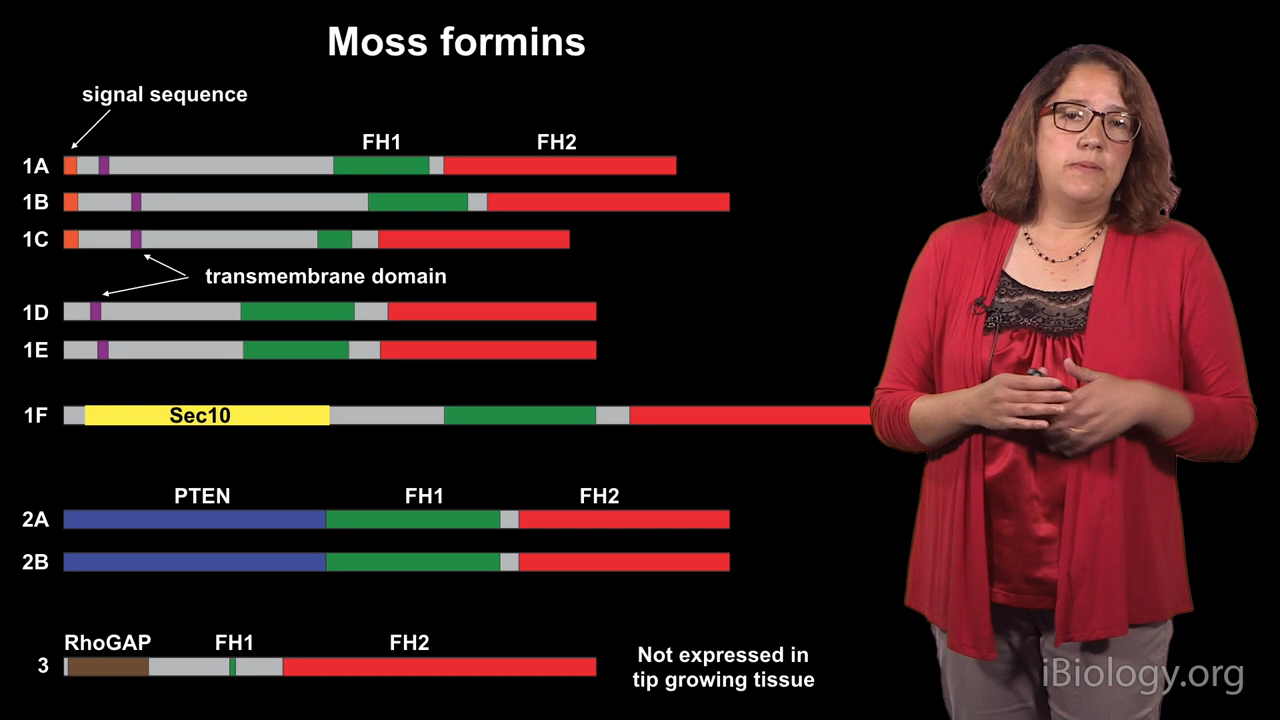 Moss formins
signal sequence
FH1 FH2
1A
1B
1C
transmembrane domain
1D
1E
1F Sec10
PTEN FH1 FH2
2A
2B
RhoGAP FH1 FH2
3
Not expressed in
tip growing tissue
iBiology.org